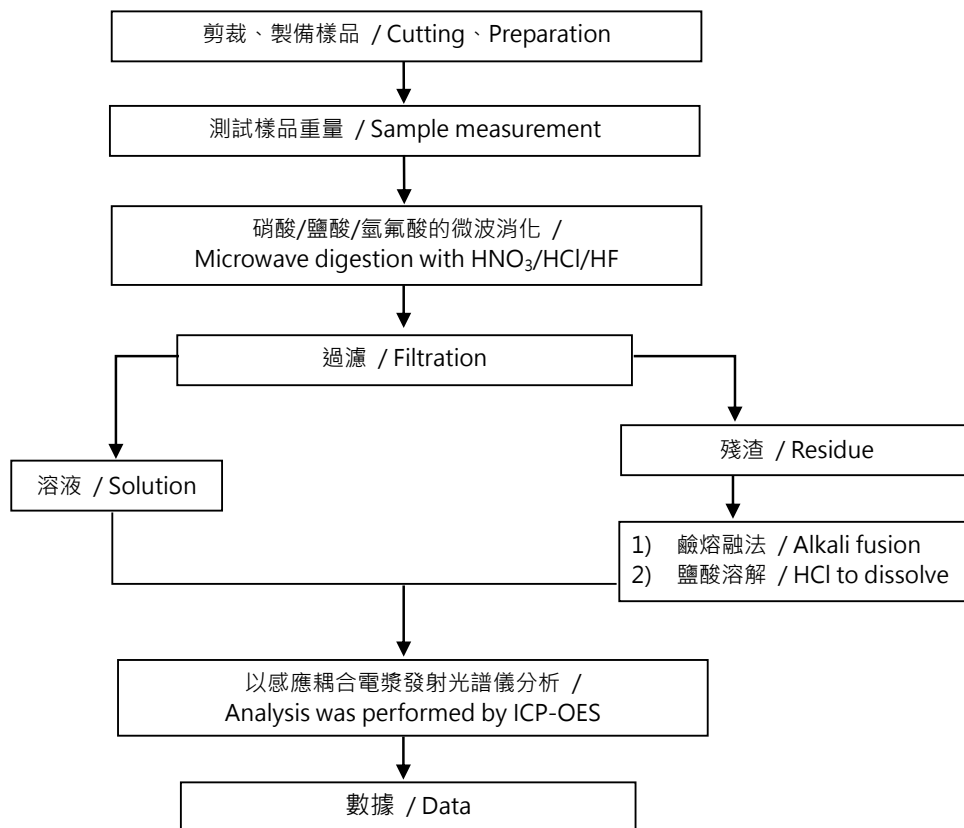 剪裁、製備樣品 / Cutting、Preparation
測試樣品重量 / Sample measurement
硝酸/鹽酸/氫氟酸的微波消化 /
Microwave digestion with HNO₃/HCl/HF
過濾 / Filtration
溶液 / Solution
殘渣 / Residue
1) 鹼熔融法 / Alkali fusion
2) 鹽酸溶解 / HCl to dissolve
以感應耦合電漿發射光譜儀分析 /
Analysis was performed by ICP-OES
數據 / Data